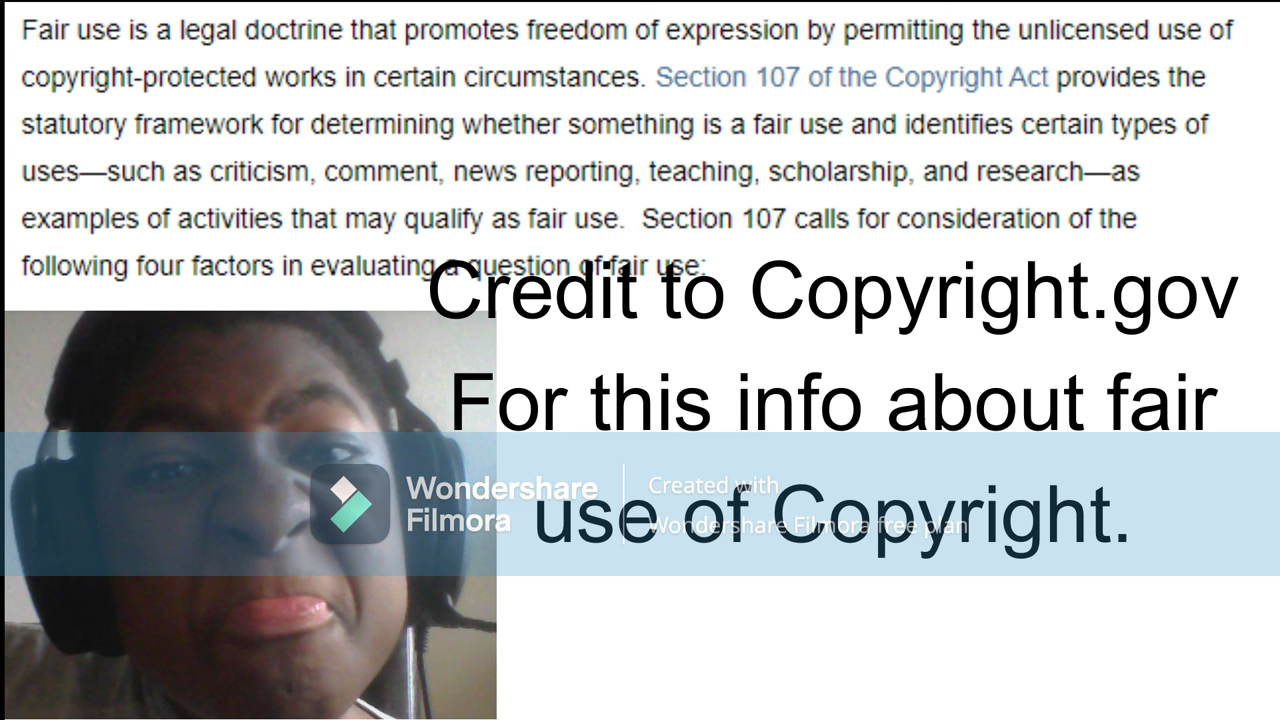 Fair use is a legal doctrine that promotes freedom of expression by permitting the unlicensed use of
copyright-protected works in certain circumstances. Section 107 of the Copyright Act provides the
statutory framework for determining whether something is a fair use and identifies certain types of
uses—such as criticism, comment, news reporting, teaching, scholarship, and research—as
examples of activities that may qualify as fair use.  Section 107 calls for consideration of the
following four factors in evaluating a question of fair use:
Credit to Copyright.gov
For this info about fair
use of Copyright.
Wondershare
Filmora
Created with
Wondershare Filmora free plan